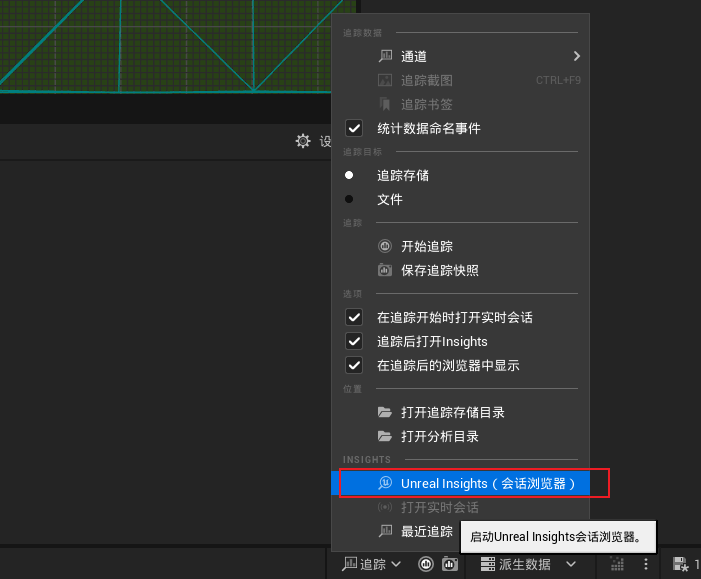 追踪数据
通道
追踪截图 CTRL+F9
追踪书签
统计数据命名事件
设
追踪目标
追踪存储
文件
追踪
开始追踪
保存追踪快照
选项
在追踪开始时打开实时会话
追踪后打开Insights
在追踪后的浏览器中显示
位置
打开追踪存储目录
打开分析目录
INSIGHTS
Unreal Insights（会话浏览器）
打开实时会话
最近追踪
启动Unreal Insights会话浏览器。
追踪 派生数据 1